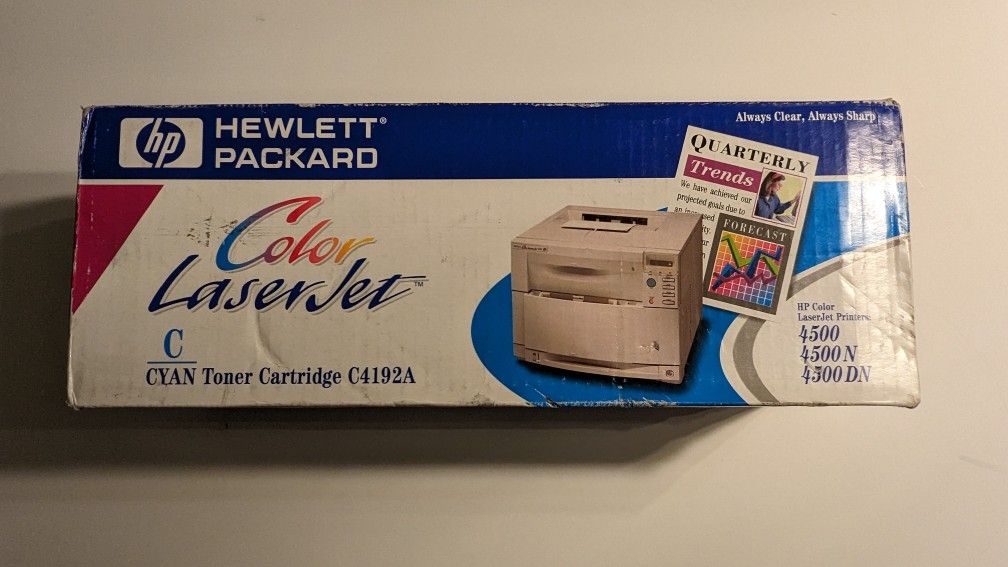 hp
HEWLETT®
PACKARD
Always Clear, Always Sharp
QUARTERLY
Trends
We have achieved our
projected goals due to
FORECAST
Color
LaserJet™
C
CYAN Toner Cartridge C4192A
HP Color
LaserJet Printers:
4500
4500 N
4500 DN